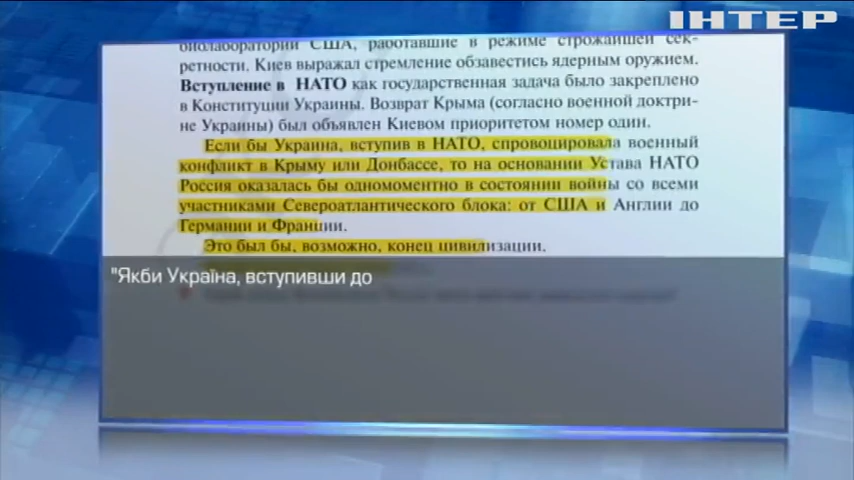 ІНТЕР
биолаборатории США, работавшие в режиме строжайшей сек-
ретности. Киев выражал стремление обзавестись ядерным оружием.
Вступление в НАТО как государственная задача было закреплено
в Конституции Украины. Возврат Крыма (согласно военной доктри-
не Украины) был объявлен Киевом приоритетом номер один.
Если бы Украина, вступив в НАТО, спровоцировала военный
конфликт в Крыму или Донбассе, то на основании Устава НАТО
Россия оказалась бы одномоментно в состоянии войны со всеми
участниками Североатлантического блока: от США и Англии до
Германии и Франции.
Это был бы, возможно, конец цивилизации.
"Якби Україна, вступивши до